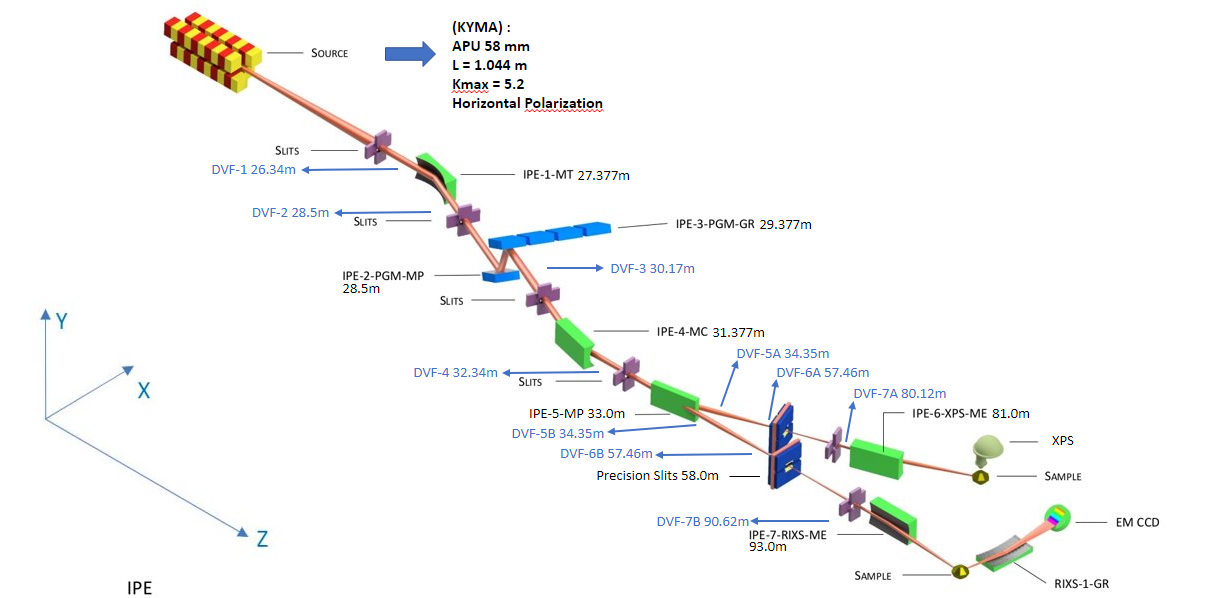 (KYMA) :
APU 58 mm
L = 1.044 m
Kmax = 5.2
Horizontal Polarization
SOURCE
SLITS
DVF-1 26.34m
IPE-1-MT 27.377m
DVF-2 28.5m
SLITS
IPE-3-PGM-GR 29.377m
IPE-2-PGM-MP
28.5m
DVF-3 30.17m
SLITS
IPE-4-MC 31.377m
DVF-4 32.34m
SLITS
DVF-5A 34.35m
DVF-6A 57.46m
DVF-7A 80.12m
IPE-5-MP 33.0m
IPE-6-XPS-ME 81.0m
DVF-5B 34.35m
XPS
DVF-6B 57.46m
Precision Slits 58.0m
SAMPLE
DVF-7B 90.62m
IPE-7-RIXS-ME
93.0m
EM CCD
SAMPLE
RIXS-1-GR
Y
X
Z
IPE